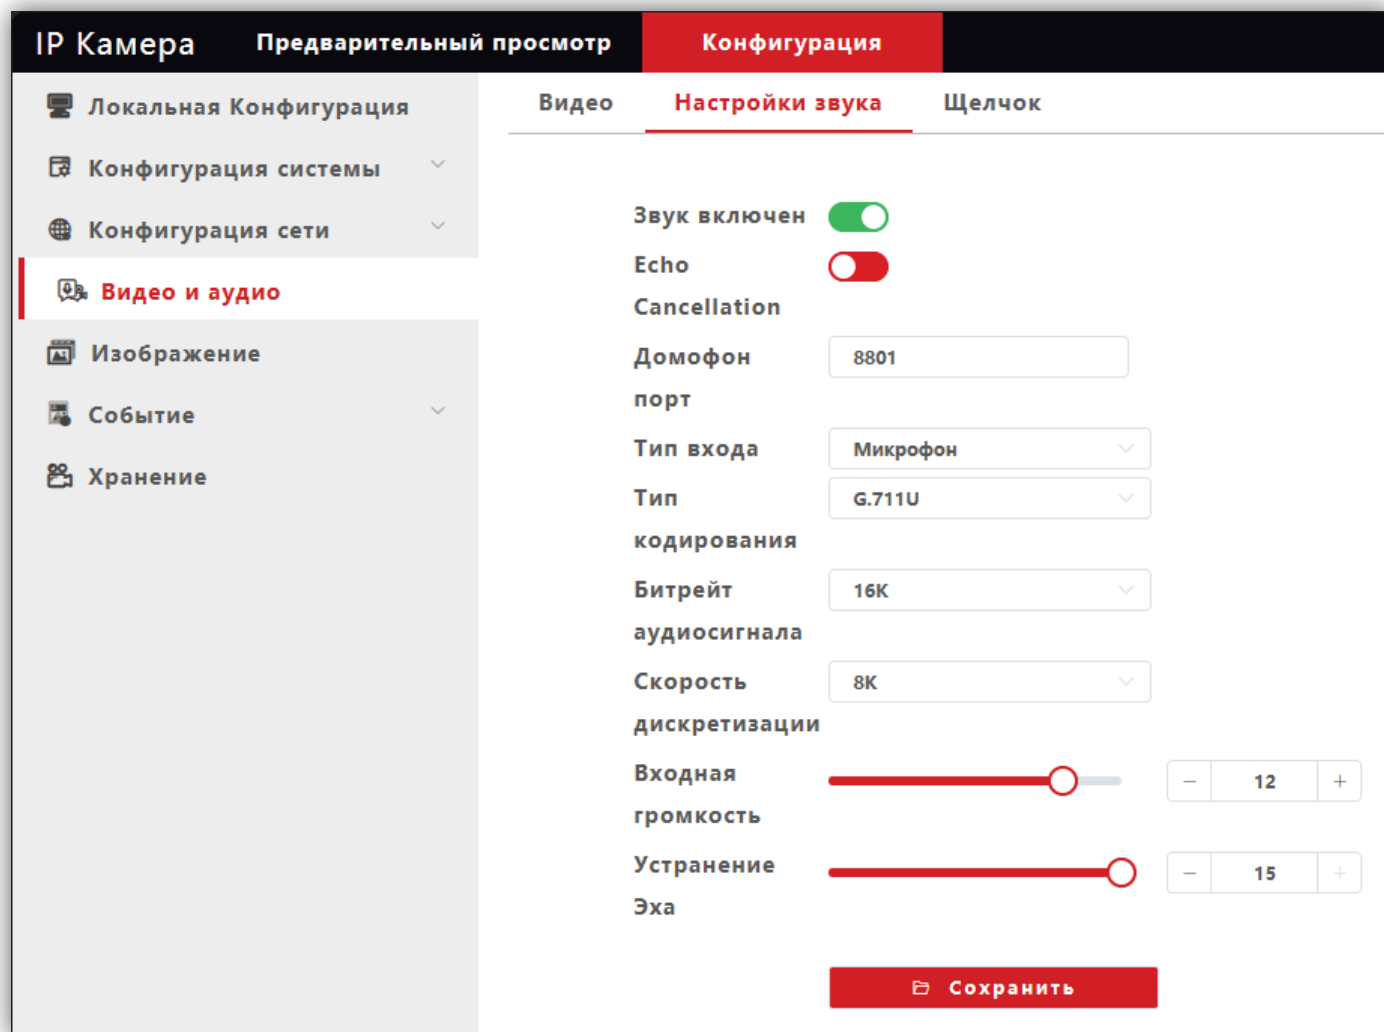 IP Камера Предварительный просмотр Конфигурация
Локальная Конфигурация
Конфигурация системы
Конфигурация сети
Видео и аудио
Изображение
Событие
Хранение
Видео Настройки звука Щелчок
Звук включен
Echo
Cancellation
Домофон
порт
8801
Тип входа
Микрофон
Тип
кодирования
G.711U
Битрейт
аудиосигнала
16K
Скорость
дискретизации
8K
Входная
громкость
− 12 +
Устранение
Эха
− 15 +
Сохранить